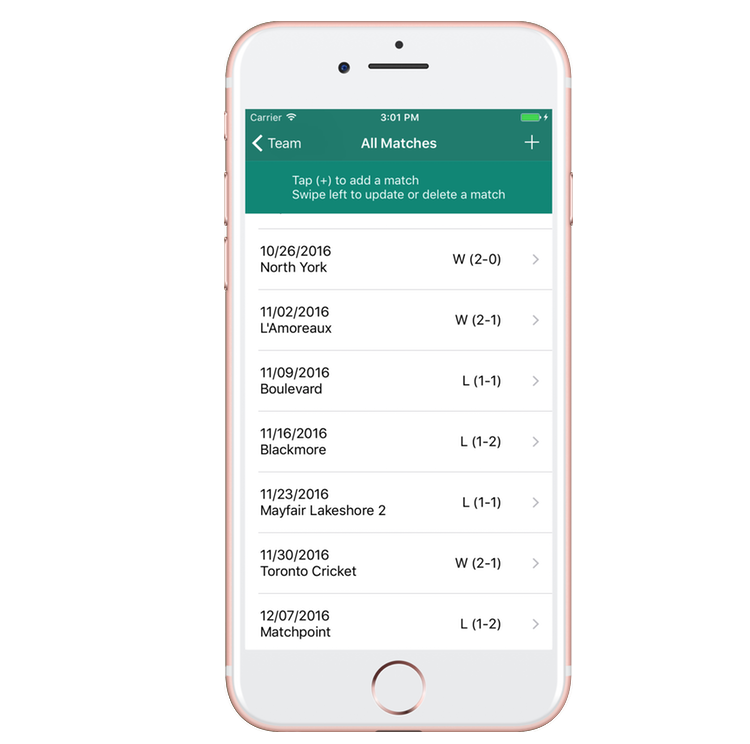 Carrier 3:01 PM
Team All Matches +
Tap (+) to add a match
Swipe left to update or delete a match
10/26/2016
North York W (2-0)
11/02/2016
L'Amoreaux W (2-1)
11/09/2016
Boulevard L (1-1)
11/16/2016
Blackmore L (1-2)
11/23/2016
Mayfair Lakeshore 2 L (1-1)
11/30/2016
Toronto Cricket W (2-1)
12/07/2016
Matchpoint L (1-2)